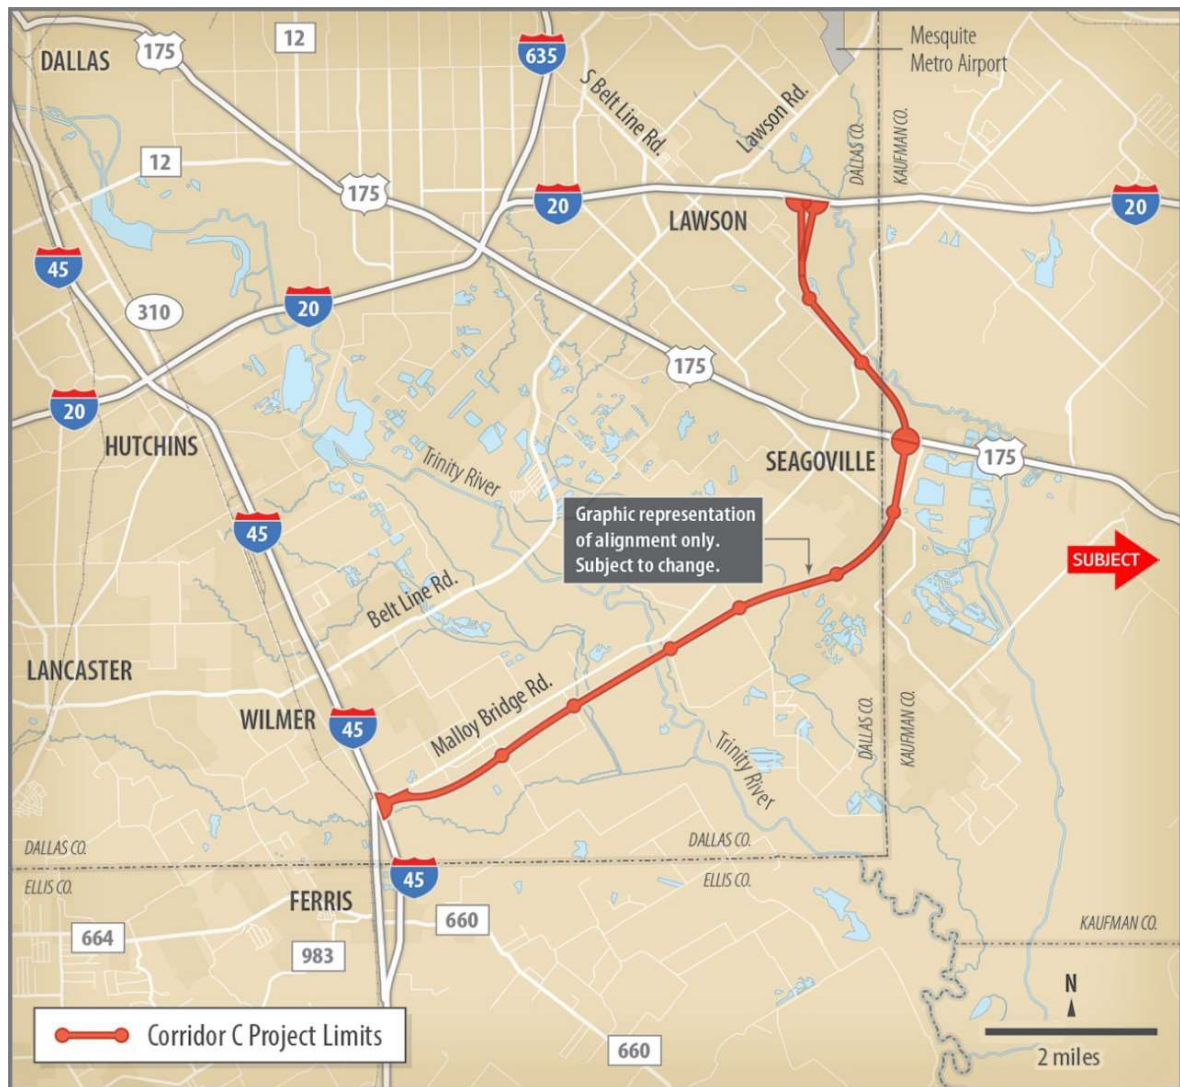 DALLAS
175
12
635
Mesquite
Metro Airport
S Belt Line Rd.
Lawson Rd.
DALLAS CO.
KAUFMAN CO.
12
175
20
LAWSON
20
45
310
20
175
20
HUTCHINS
Trinity River
SEAGOVILLE
175
45
Graphic representation
of alignment only.
Subject to change.
SUBJECT
Belt Line Rd.
LANCASTER
WILMER
45
Malloy Bridge Rd.
Trinity River
DALLAS CO.
KAUFMAN CO.
DALLAS CO.
DALLAS CO.
ELLIS CO.
ELLIS CO.
45
FERRIS
660
664
983
KAUFMAN CO.
N
Corridor C Project Limits
660
2 miles